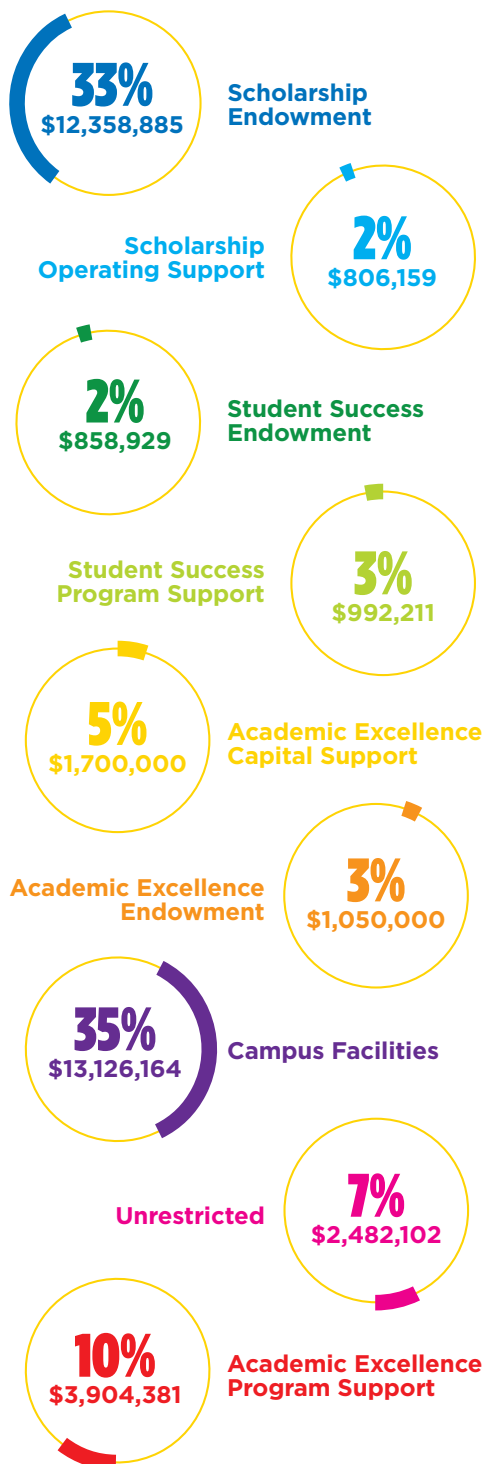 33%
$12,358,885
Scholarship
Endowment
Scholarship
Operating Support
2%
$806,159
2%
$858,929
Student Success
Endowment
Student Success
Program Support
3%
$992,211
5%
$1,700,000
Academic Excellence
Capital Support
Academic Excellence
Endowment
3%
$1,050,000
35%
$13,126,164
Campus Facilities
Unrestricted
7%
$2,482,102
10%
$3,904,381
Academic Excellence
Program Support